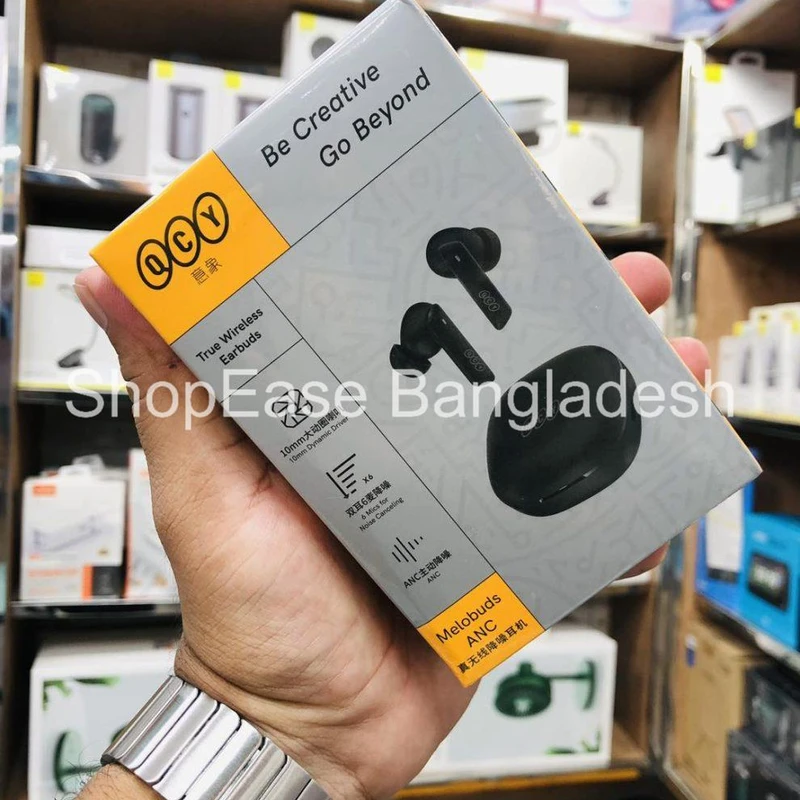 Be Creative
Go Beyond
QCY
意象
True Wireless
Earbuds
10mm大动圈喇叭
10mm Dynamic Driver
X6
双耳6麦降噪
6 Mics for
Noise Canceling
ANC主动降噪
ANC
Melobuds
ANC
真无线降噪耳机
QCY
QCY
ShopEase Bangladesh